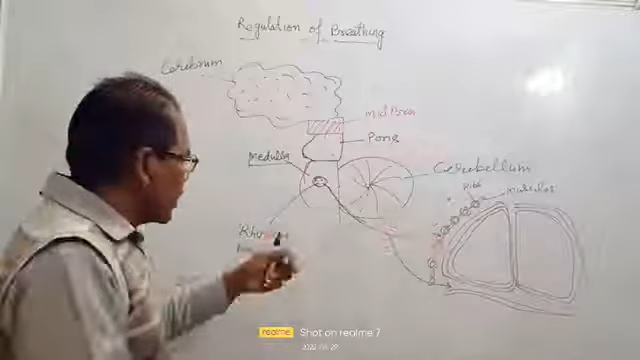 Regulation of Breathing
Cerebrum
mid Brain
Pons
Medulla
Cerebellum
Ribs
muscles
realme
Shot on realme 7